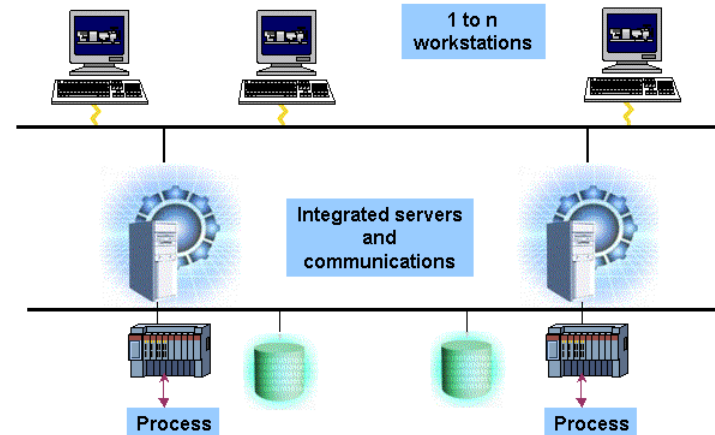 1 to n
workstations
Integrated servers
and
communications
Process
Process